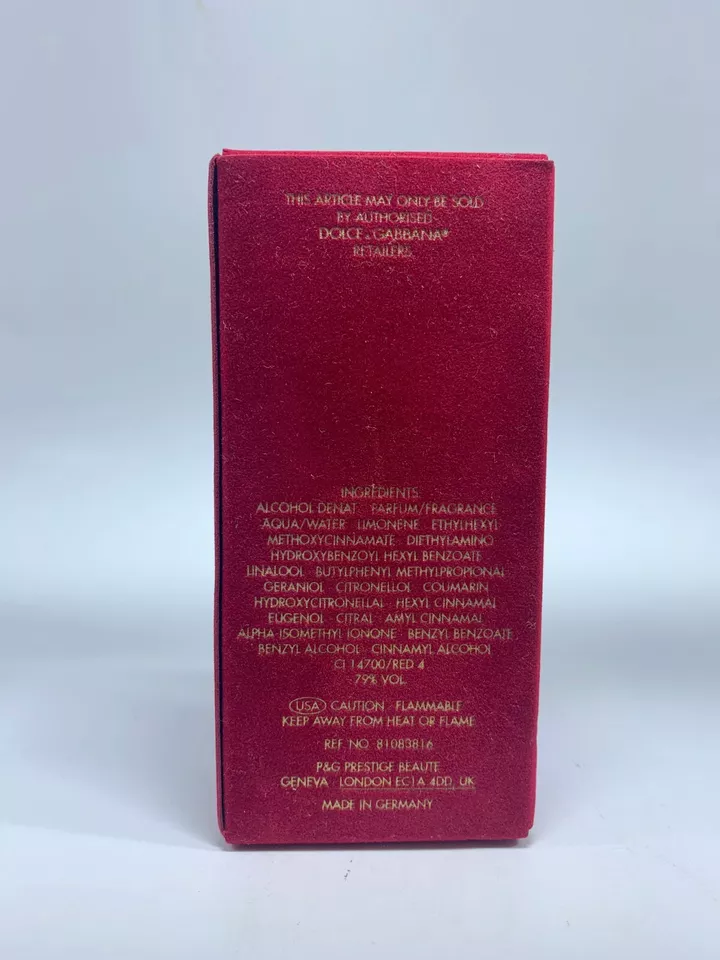 THIS ARTICLE MAY ONLY BE SOLD
BY AUTHORISED
DOLCE & GABBANA®
RETAILERS
INGREDIENTS:
ALCOHOL DENAT. PARFUM/FRAGRANCE
AQUA/WATER LIMONENE ETHYLHEXYL
METHOXYCINNAMATE DIETHYLAMINO
HYDROXYBENZOYL HEXYL BENZOATE
LINALOOL BUTYLPHENYL METHYLPROPIONAL
GERANIOL CITRONELLOL COUMARIN
HYDROXYCITRONELLAL HEXYL CINNAMAL
EUGENOL CITRAL AMYL CINNAMAL
ALPHA-ISOMETHYL IONONE BENZYL BENZOATE
BENZYL ALCOHOL CINNAMYL ALCOHOL
CI 14700/RED 4
79% VOL.
USA CAUTION FLAMMABLE
KEEP AWAY FROM HEAT OR FLAME
REF. NO. 81083816
P&G PRESTIGE BEAUTE
GENEVA LONDON EC1A 4DD, UK
MADE IN GERMANY